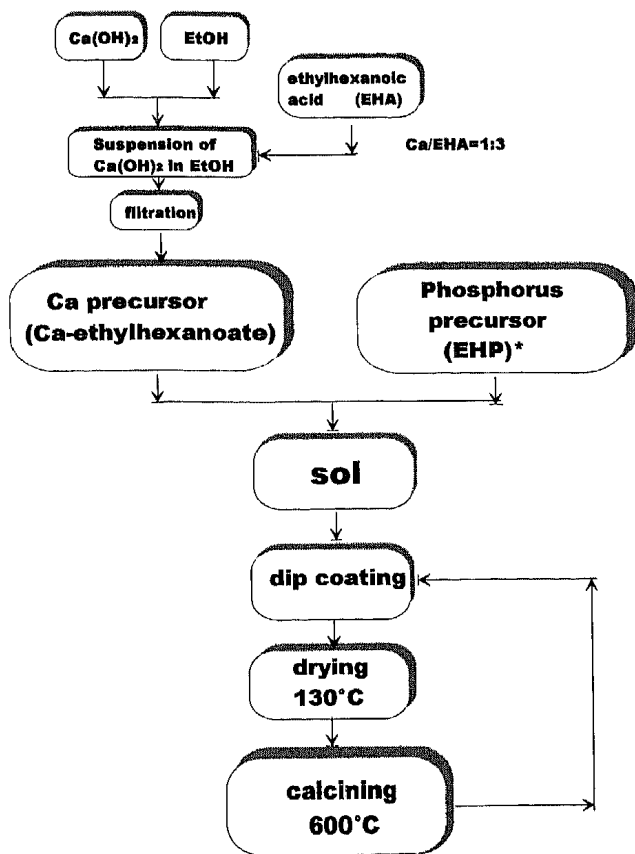 Ca(OH)₂
EtOH
ethylhexanoic
acid (EHA)
Suspension of
Ca(OH)₂ in EtOH
Ca/EHA=1:3
filtration
Ca precursor
(Ca-ethylhexanoate)
Phosphorus
precursor
(EHP)*
sol
dip coating
drying
130°C
calcining
600°C